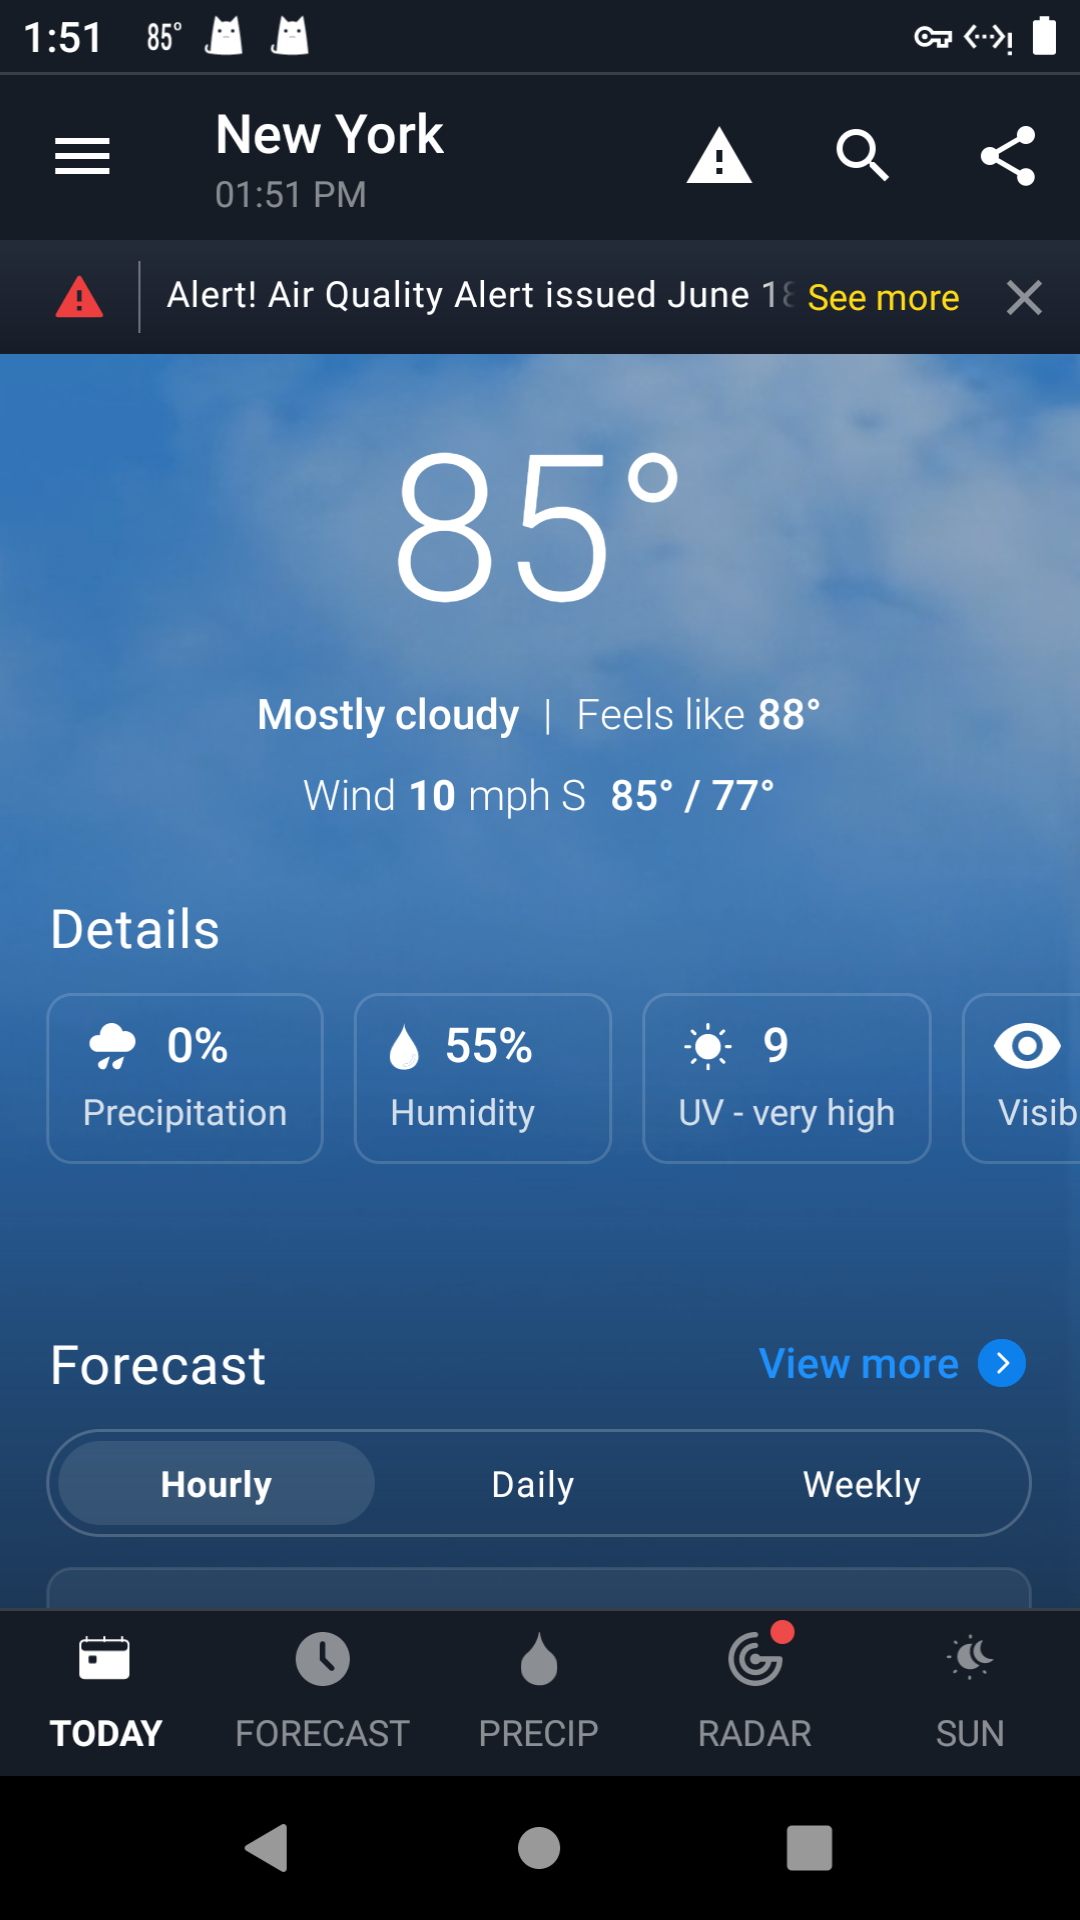 1:51 85°
New York
01:51 PM
Alert! Air Quality Alert issued June 18 See more
85°
Mostly cloudy | Feels like 88°
Wind 10 mph S 85° / 77°
Details
0%
Precipitation
55%
Humidity
9
UV - very high
Visib
Forecast
View more
Hourly Daily Weekly
TODAY FORECAST PRECIP RADAR SUN